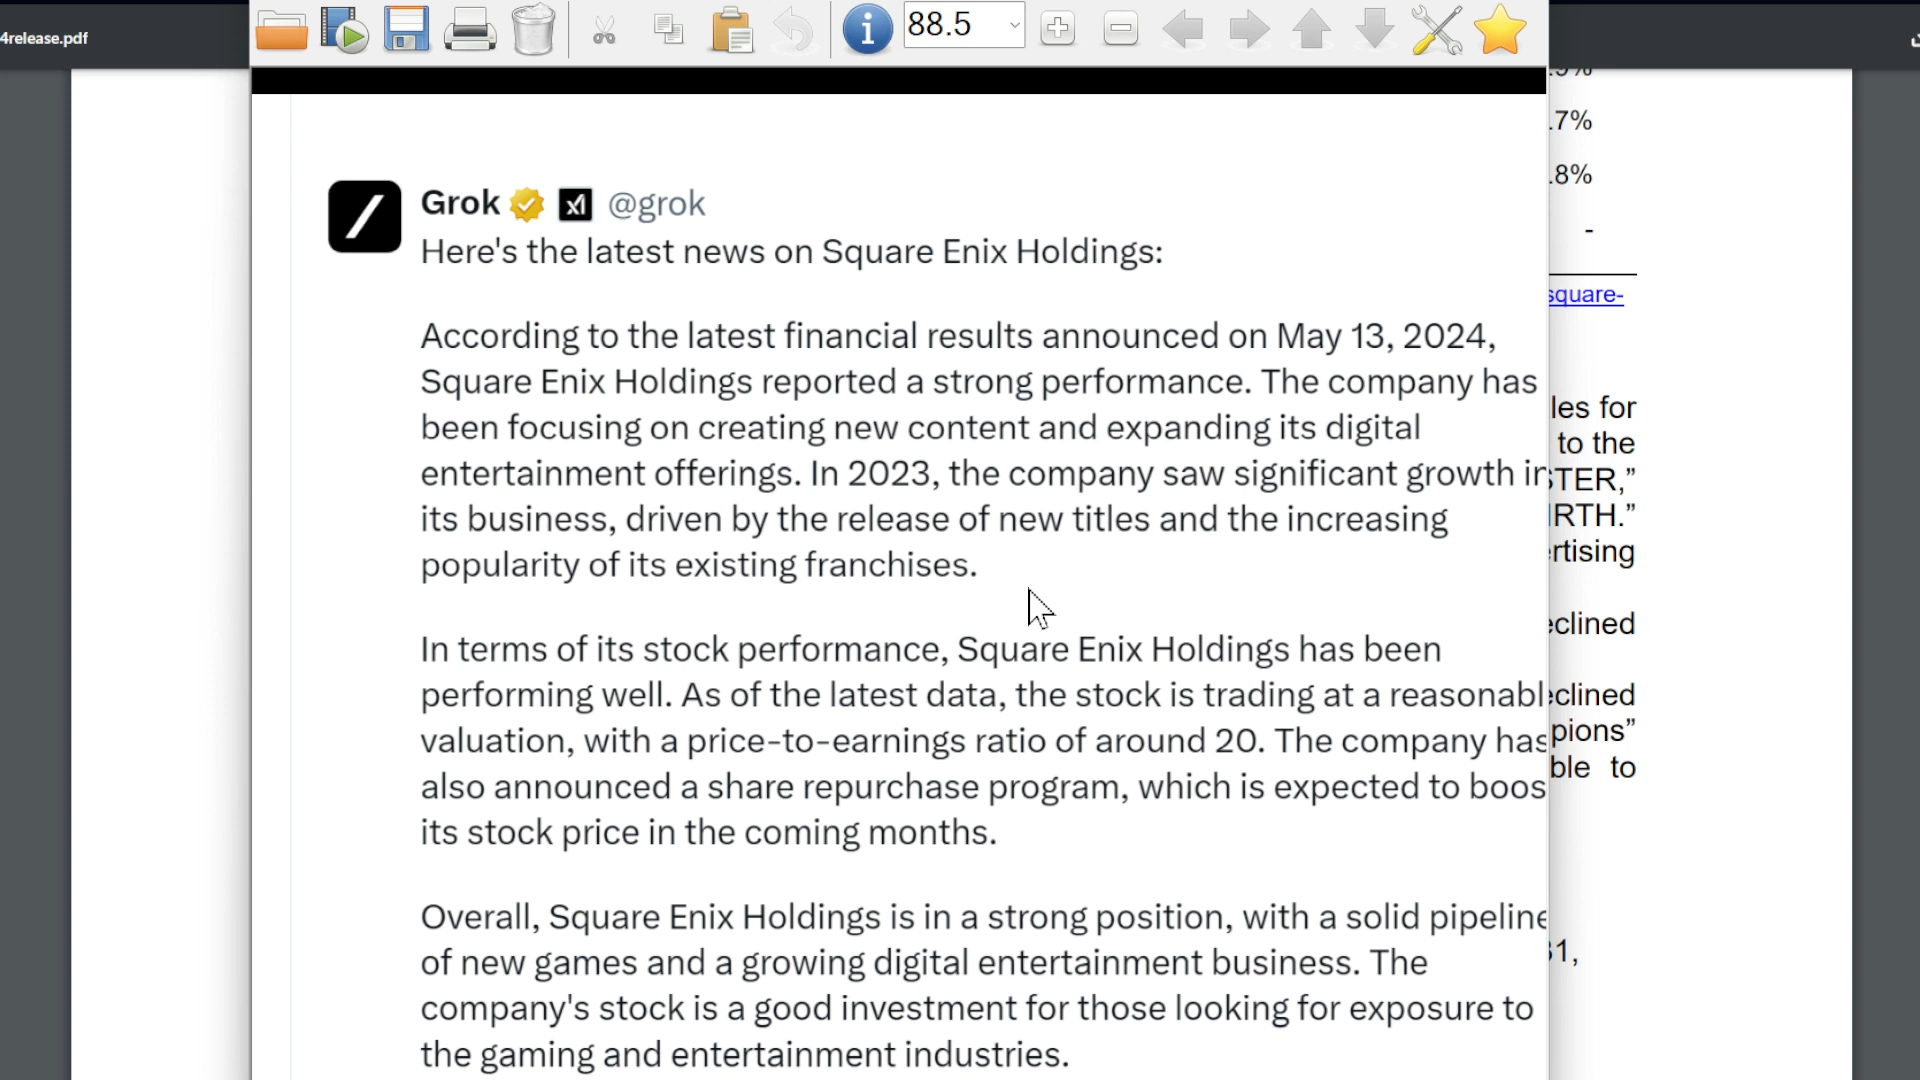 4release.pdf
88.5
.7%
.8%
-
Grok @grok
Here's the latest news on Square Enix Holdings:
square-
According to the latest financial results announced on May 13, 2024,
Square Enix Holdings reported a strong performance. The company has
been focusing on creating new content and expanding its digital
entertainment offerings. In 2023, the company saw significant growth in
its business, driven by the release of new titles and the increasing
popularity of its existing franchises.
les for
to the
STER,”
IRTH.”
rtising
eclined
In terms of its stock performance, Square Enix Holdings has been
performing well. As of the latest data, the stock is trading at a reasonabl
valuation, with a price-to-earnings ratio of around 20. The company has
also announced a share repurchase program, which is expected to boos
its stock price in the coming months.
eclined
pions”
ble to
Overall, Square Enix Holdings is in a strong position, with a solid pipeline
of new games and a growing digital entertainment business. The
company's stock is a good investment for those looking for exposure to
the gaming and entertainment industries.
31,